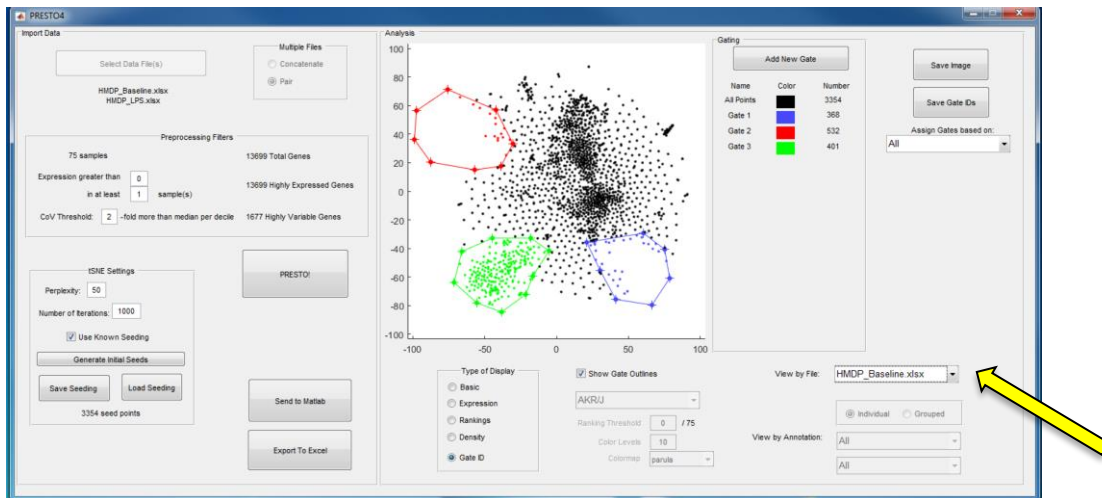 PRESTO4
Import Data
Select Data File(s)
HMDP_Baseline.xlsx
HMDP_LPS.xlsx
Multiple Files
Concatenate
Pair
Preprocessing Filters
75 samples
13699 Total Genes
Expression greater than 0
in at least 1 sample(s)
13699 Highly Expressed Genes
CoV Threshold: 2 -fold more than median per decile
1677 Highly Variable Genes
tSNE Settings
Perplexity: 50
Number of iterations: 1000
Use Known Seeding
Generate Initial Seeds
Save Seeding
Load Seeding
3354 seed points
PRESTO!
Send to Matlab
Export To Excel
Analysis
100
80
60
40
20
0
-20
-40
-60
-80
-100
-100 -50 0 50 100
Gating
Add New Gate
Name Color Number
All Points 3354
Gate 1 368
Gate 2 532
Gate 3 401
Save Image
Save Gate IDs
Assign Gates based on:
All
Type of Display
Basic
Expression
Rankings
Density
Gate ID
Show Gate Outlines
AKR/J
Ranking Threshold 0 / 75
Color Levels 10
Colormap parula
View by File: HMDP_Baseline.xlsx
Individual Grouped
View by Annotation: All
All